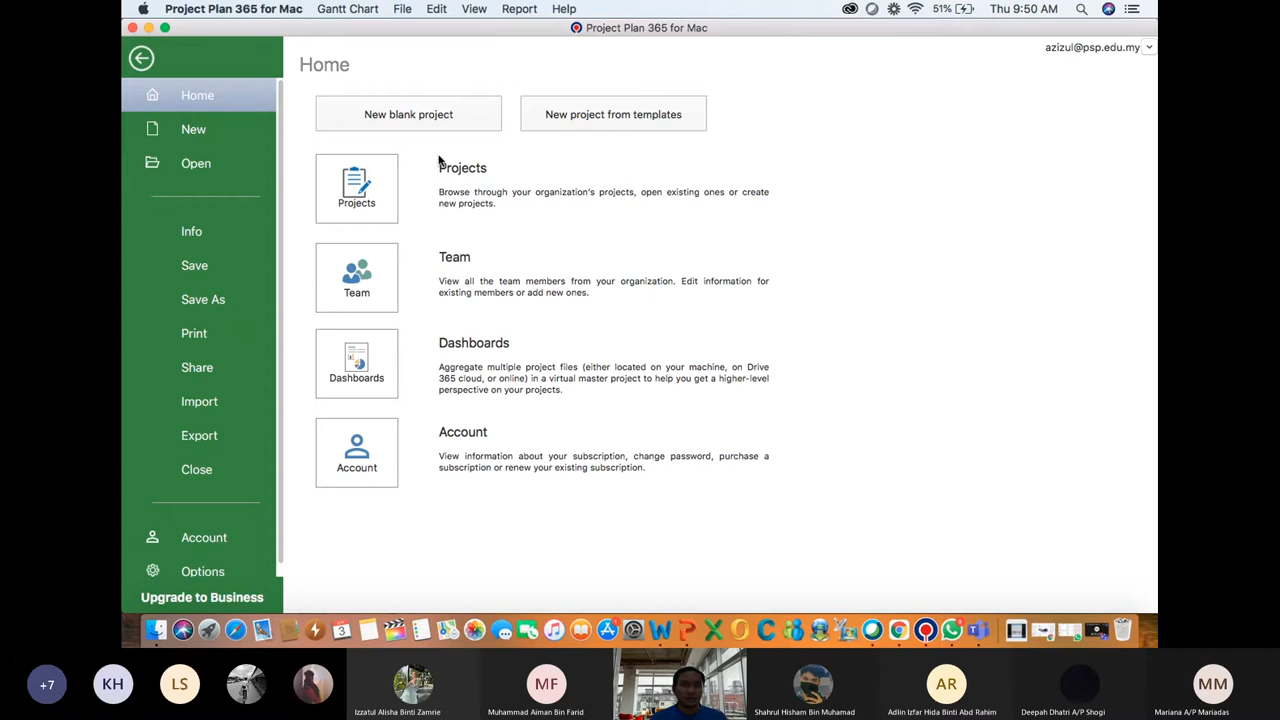 Project Plan 365 for Mac Gantt Chart File Edit View Report Help 51% Thu 9:50 AM
Project Plan 365 for Mac
azizul@psp.edu.my
Home
Home
New
Open
Info
Save
Save As
Print
Share
Import
Export
Close
Account
Options
Upgrade to Business
New blank project New project from templates
Projects
Projects
Browse through your organization's projects, open existing ones or create
new projects.
Team
Team
View all the team members from your organization. Edit information for
existing members or add new ones.
Dashboards
Dashboards
Aggregate multiple project files (either located on your machine, on Drive
365 cloud, or online) in a virtual master project to help you get a higher-level
perspective on your projects.
Account
Account
View information about your subscription, change password, purchase a
subscription or renew your existing subscription.
3
+7 KH LS MF AR MM
Izzatul Alisha Binti Zamrie Muhammad Aiman Bin Farid Shahrul Hisham Bin Muhamad Adlin Izfar Hida Binti Abd Rahim Deepah Dhatri A/P Shogi Mariana A/P Mariadas